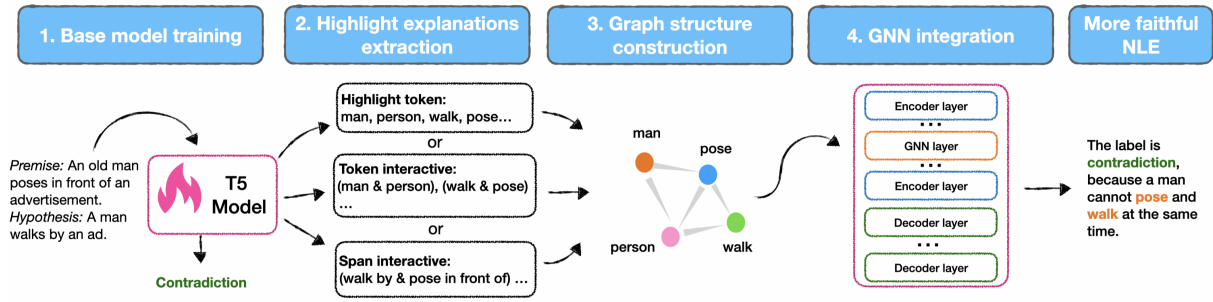 1. Base model training
2. Highlight explanations
extraction
3. Graph structure
construction
4. GNN integration
More faithful
NLE
Premise: An old man
poses in front of an
advertisement.
Hypothesis: A man
walks by an ad.
T5
Model
Contradiction
Highlight token:
man, person, walk, pose...
or
Token interactive:
(man & person), (walk & pose)
...
or
Span interactive:
(walk by & pose in front of) ...
man
pose
person
walk
Encoder layer
...
GNN layer
...
Encoder layer
Decoder layer
...
Decoder layer
The label is
contradiction,
because a man
cannot pose and
walk at the same
time.